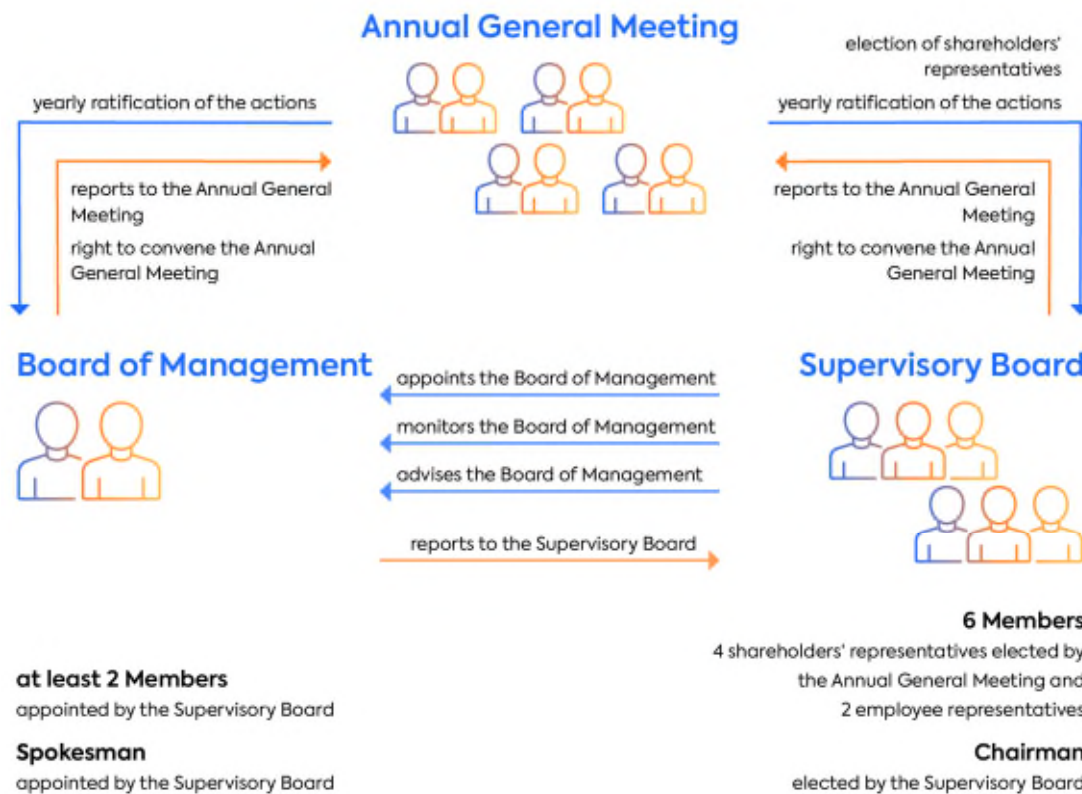 Annual General Meeting
election of shareholders'
representatives
yearly ratification of the actions
yearly ratification of the actions
reports to the Annual General
Meeting
right to convene the Annual
General Meeting
reports to the Annual General
Meeting
right to convene the Annual
General Meeting
Board of Management
Supervisory Board
appoints the Board of Management
monitors the Board of Management
advises the Board of Management
reports to the Supervisory Board
at least 2 Members
appointed by the Supervisory Board
Spokesman
appointed by the Supervisory Board
6 Members
4 shareholders' representatives elected by
the Annual General Meeting and
2 employee representatives
Chairman
elected by the Supervisory Board